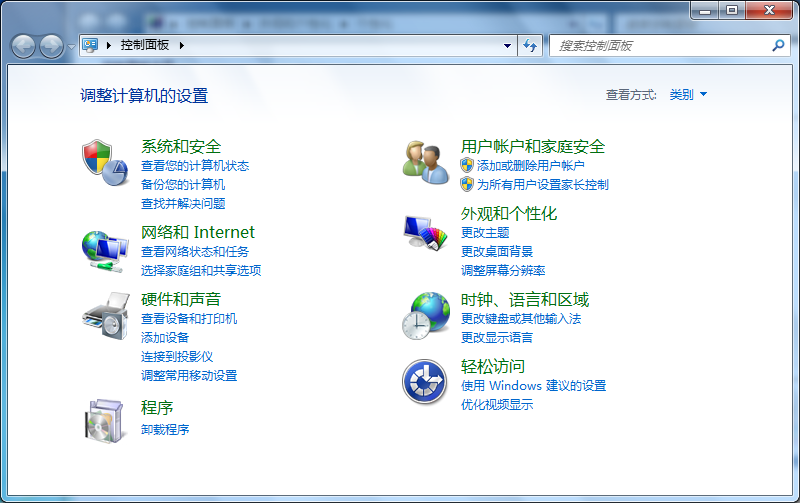 控制面板
搜索控制面板
调整计算机的设置
查看方式: 类别
系统和安全
查看您的计算机状态
备份您的计算机
查找并解决问题
网络和 Internet
查看网络状态和任务
选择家庭组和共享选项
硬件和声音
查看设备和打印机
添加设备
连接到投影仪
调整常用移动设置
程序
卸载程序
用户帐户和家庭安全
添加或删除用户帐户
为所有用户设置家长控制
外观和个性化
更改主题
更改桌面背景
调整屏幕分辨率
时钟、语言和区域
更改键盘或其他输入法
更改显示语言
轻松访问
使用 Windows 建议的设置
优化视频显示